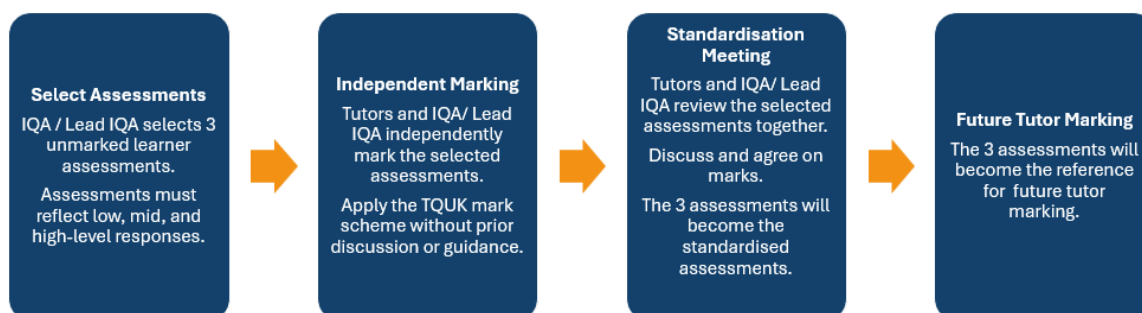 Select Assessments
IQA / Lead IQA selects 3
unmarked learner
assessments.
Assessments must
reflect low, mid, and
high-level responses.
Independent Marking
Tutors and IQA/ Lead
IQA independently
mark the selected
assessments.
Apply the TQUK mark
scheme without prior
discussion or guidance.
Standardisation
Meeting
Tutors and IQA/ Lead
IQA review the selected
assessments together.
Discuss and agree on
marks.
The 3 assessments will
become the
standardised
assessments.
Future Tutor Marking
The 3 assessments will
become the reference
for future tutor
marking.